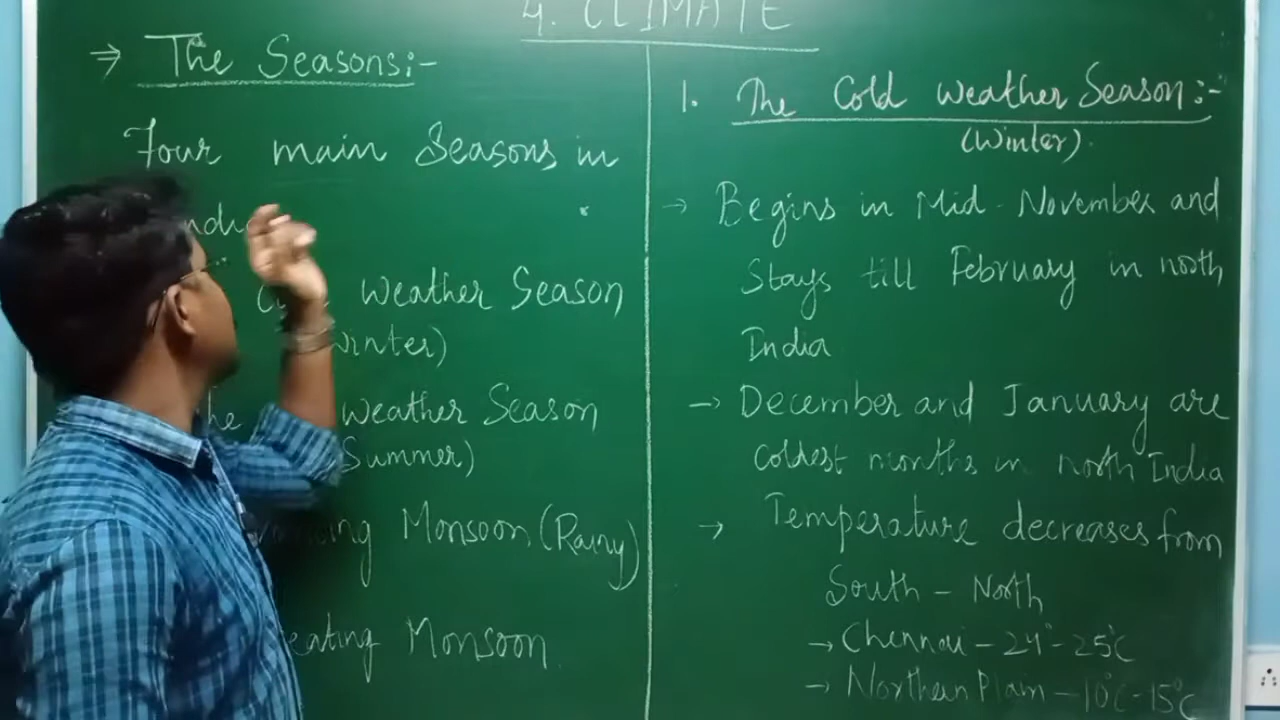 4. CLIMATE
⇒ The Seasons:-
Four main Seasons in
weather Season
(Winter)
weather Season
(Summer)
Monsoon (Rainy)
Monsoon
1. The Cold weather Season:-
(Winter)
→ Begins in Mid - November and
Stays till February in north
India
→ December and January are
coldest months in north India
→ Temperature decreases from
South - North
→ Chennai - 24° - 25°C
→ Northern Plain - 10°C - 15°C